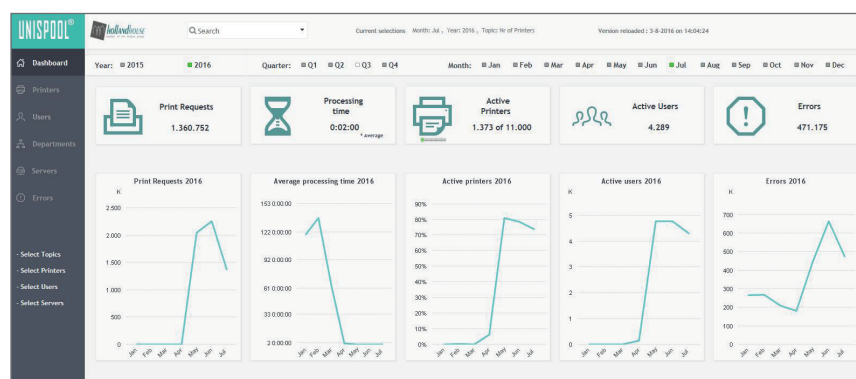 UNISPOOL®
hollandhouse
Search
Current selections Month: Jul , Year: 2016 , Topic: Nr of Printers
Version reloaded : 3-8-2016 on 14:04:24
Dashboard
Printers
Users
Departments
Servers
Errors
- Select Topics
- Select Printers
- Select Users
- Select Servers
Year: 2015 2016 Quarter: Q1 Q2 Q3 Q4 Month: Jan Feb Mar Apr May Jun Jul Aug Sep Oct Nov Dec
Print Requests
1.360.752
Processing
time
0:02:00
* average
Active
Printers
1.373 of 11.000
Active Users
4.289
Errors
471.175
Print Requests 2016
K
2.500
2.000
1.500
1.000
500
0
Jan Feb Mar Apr May Jun Jul
Average processing time 2016
153 0:00:00
122 0:00:00
92 0:00:00
61 0:00:00
33 0:00:00
2 0:00:00
Jan Feb Mar Apr May Jun Jul
Active printers 2016
90%
80%
70%
60%
50%
40%
30%
20%
10%
0%
Jan Feb Mar Apr May Jun Jul
Active users 2016
K
5
4
3
2
1
0
Jan Feb Mar Apr May Jun Jul
Errors 2016
K
700
600
500
400
300
200
100
0
Jan Feb Mar Apr May Jun Jul